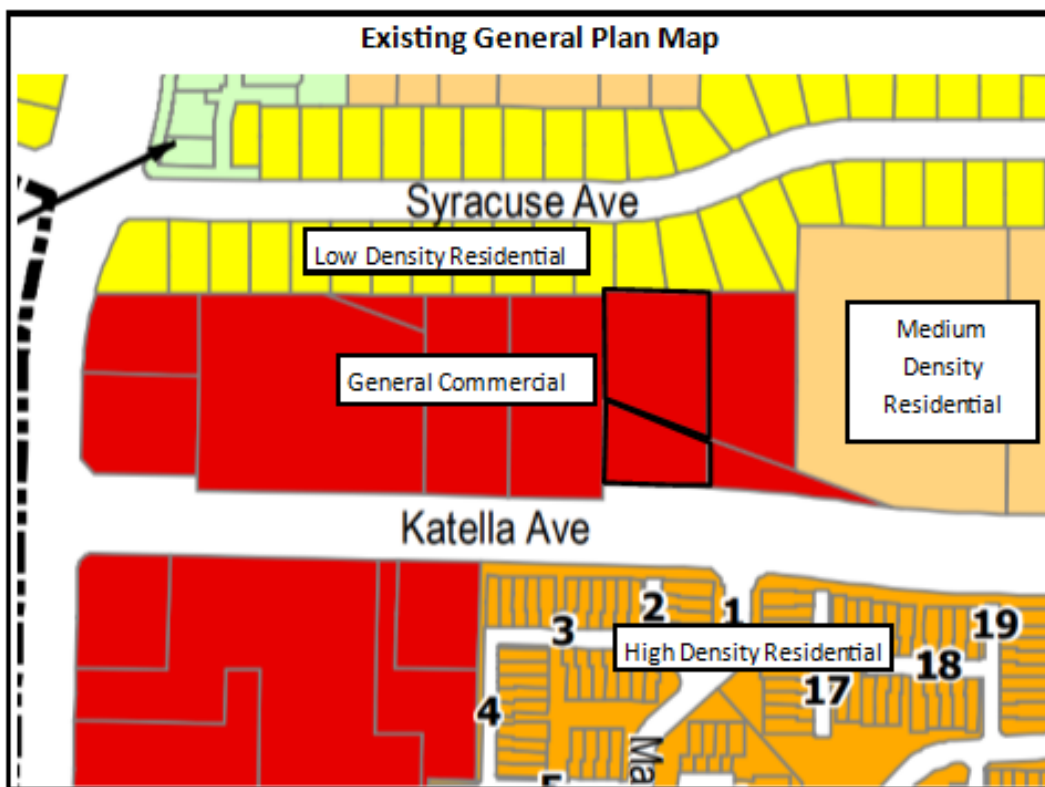 Existing General Plan Map
Syracuse Ave
Low Density Residential
General Commercial
Medium
Density
Residential
Katella Ave
1
2
3
High Density Residential
19
18
17
4
Ma